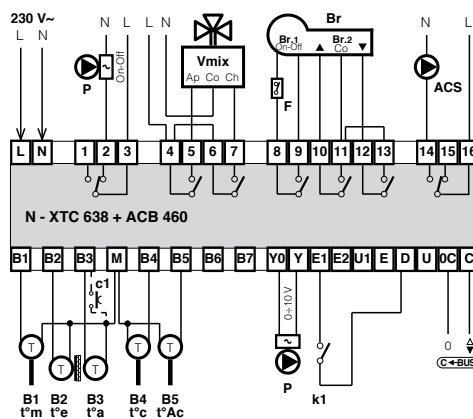 230 V~ N L N Br N L
L N Br.1 Br.2
Vmix On-Off Co
P On-Off Ap Co Ch F ACS
L N 1 2 3 4 5 6 7 8 9 10 11 12 13 14 15 16
N - XTC 638 + ACB 460
B1 B2 B3 M B4 B5 B6 B7 Y0 Y E1 E2 U1 E D U 0C C
c1
0÷10V
T T T T T
P k1 0
C BUS
B1 B2 B3 B4 B5
t°m t°e t°a t°c t°Ac